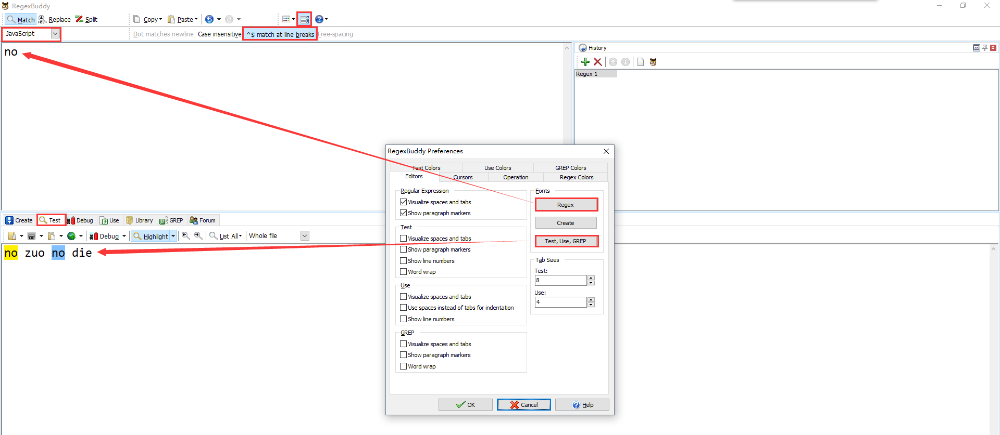 RegexBuddy
Match Replace Split Copy Paste
JavaScript Dot matches newline Case insensitive ^$ match at line breaks Free-spacing
no
History
Regex 1
RegexBuddy Preferences
Test Colors Use Colors GREP Colors
Editors Cursors Operation Regex Colors
Regular Expression
Visualize spaces and tabs
Show paragraph markers
Test
Visualize spaces and tabs
Show paragraph markers
Show line numbers
Word wrap
Use
Visualize spaces and tabs
Use spaces instead of tabs for indentation
Show line numbers
GREP
Visualize spaces and tabs
Show paragraph markers
Word wrap
Fonts
Regex
Create
Test, Use, GREP
Tab Sizes
Test:
8
Use:
4
OK Cancel Help
Create Test Debug Use Library GREP Forum
Debug Highlight List All Whole file
no zuo no die